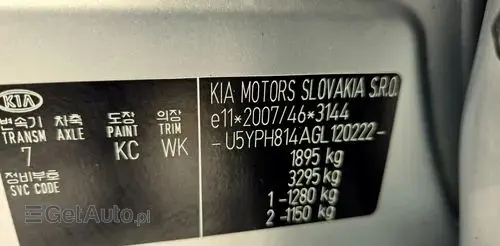 KIA
변속기 차축 도장 의장
TRANSM AXLE PAINT TRIM
7 KC WK
정비부호
SVC CODE
KIA MOTORS SLOVAKIA S.R.O.
e11*2007/46*3144
-U5YPH814AGL120222-
1895 kg
3295 kg
1 -1280 kg
2 -1150 kg
GetAuto.pl